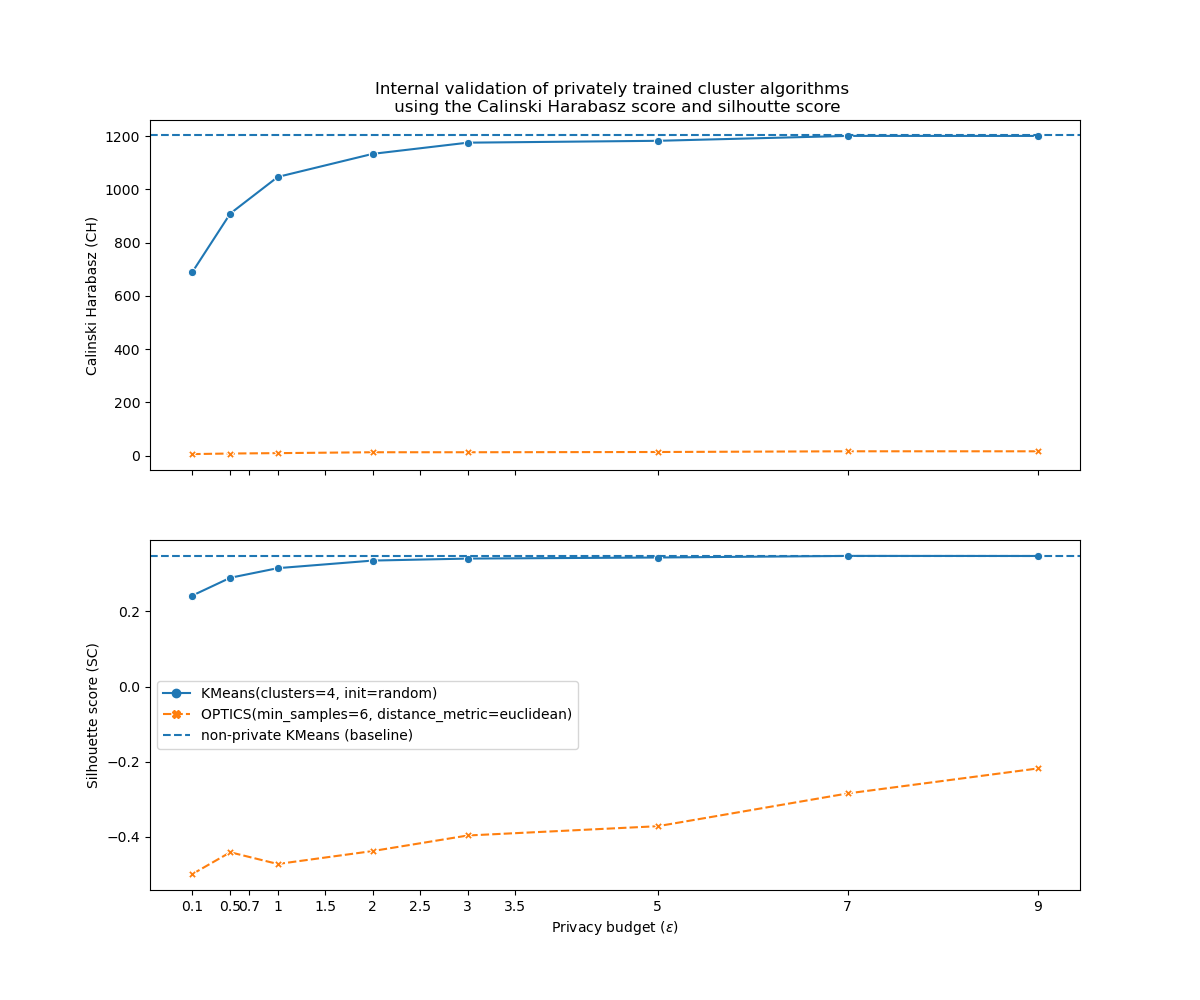 Internal validation of privately trained cluster algorithms
using the Calinski Harabasz score and silhoutte score
1200
1000
800
600
400
200
0
Calinski Harabasz (CH)
0.2
0.0
−0.2
−0.4
Silhouette score (SC)
KMeans(clusters=4, init=random)
OPTICS(min_samples=6, distance_metric=euclidean)
non-private KMeans (baseline)
0.1 0.5 0.7 1 1.5 2 2.5 3 3.5 5 7 9
Privacy budget (ε)